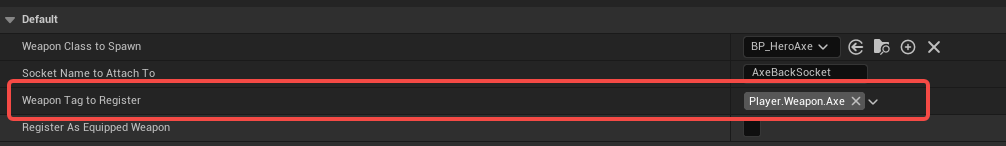 Default
Weapon Class to Spawn BP_HeroAxe
Socket Name to Attach To AxeBackSocket
Weapon Tag to Register Player.Weapon.Axe
Register As Equipped Weapon